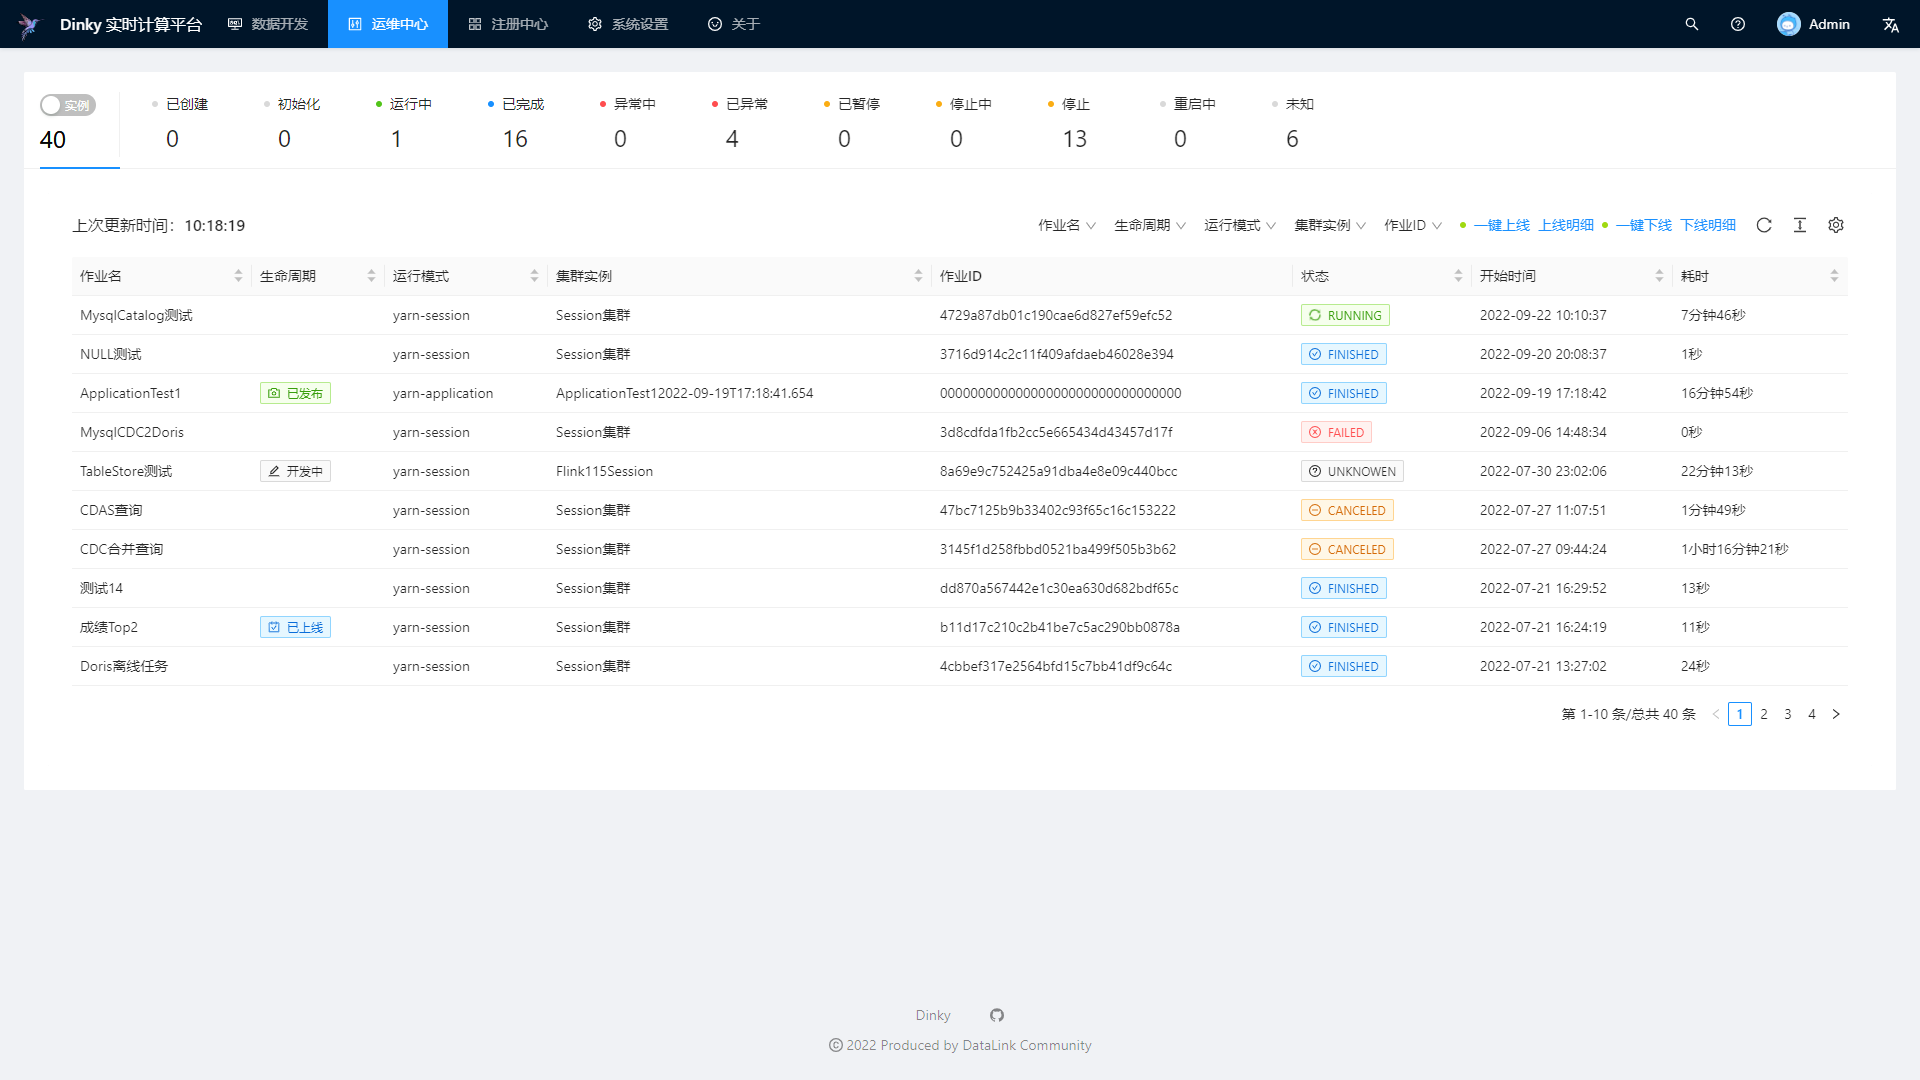 Dinky 实时计算平台 数据开发 运维中心 注册中心 系统设置 关于 Admin
实例 已创建 初始化 运行中 已完成 异常中 已异常 已暂停 停止中 停止 重启中 未知
40 0 0 1 16 0 4 0 0 13 0 6
上次更新时间：10:18:19 作业名 生命周期 运行模式 集群实例 作业ID 一键上线 上线明细 一键下线 下线明细
作业名 生命周期 运行模式 集群实例 作业ID 状态 开始时间 耗时
MysqlCatalog测试 yarn-session Session集群 4729a87db01c190cae6d827ef59efc52 RUNNING 2022-09-22 10:10:37 7分钟46秒
NULL测试 yarn-session Session集群 3716d914c2c11f409afdaeb46028e394 FINISHED 2022-09-20 20:08:37 1秒
ApplicationTest1 已发布 yarn-application ApplicationTest12022-09-19T17:18:41.654 00000000000000000000000000000000 FINISHED 2022-09-19 17:18:42 16分钟54秒
MysqlCDC2Doris yarn-session Session集群 3d8cdfda1fb2cc5e665434d43457d17f FAILED 2022-09-06 14:48:34 0秒
TableStore测试 开发中 yarn-session Flink115Session 8a69e9c752425a91dba4e8e09c440bcc UNKNOWEN 2022-07-30 23:02:06 22分钟13秒
CDAS查询 yarn-session Session集群 47bc7125b9b33402c93f65c16c153222 CANCELED 2022-07-27 11:07:51 1分钟49秒
CDC合并查询 yarn-session Session集群 3145f1d258fbbd0521ba499f505b3b62 CANCELED 2022-07-27 09:44:24 1小时16分钟21秒
测试14 yarn-session Session集群 dd870a567442e1c30ea630d682bdf65c FINISHED 2022-07-21 16:29:52 13秒
成绩Top2 已上线 yarn-session Session集群 b11d17c210c2b41be7c5ac290bb0878a FINISHED 2022-07-21 16:24:19 11秒
Doris离线任务 yarn-session Session集群 4cbbef317e2564bfd15c7bb41df9c64c FINISHED 2022-07-21 13:27:02 24秒
第 1-10 条/总共 40 条 < 1 2 3 4 >
Dinky
© 2022 Produced by DataLink Community